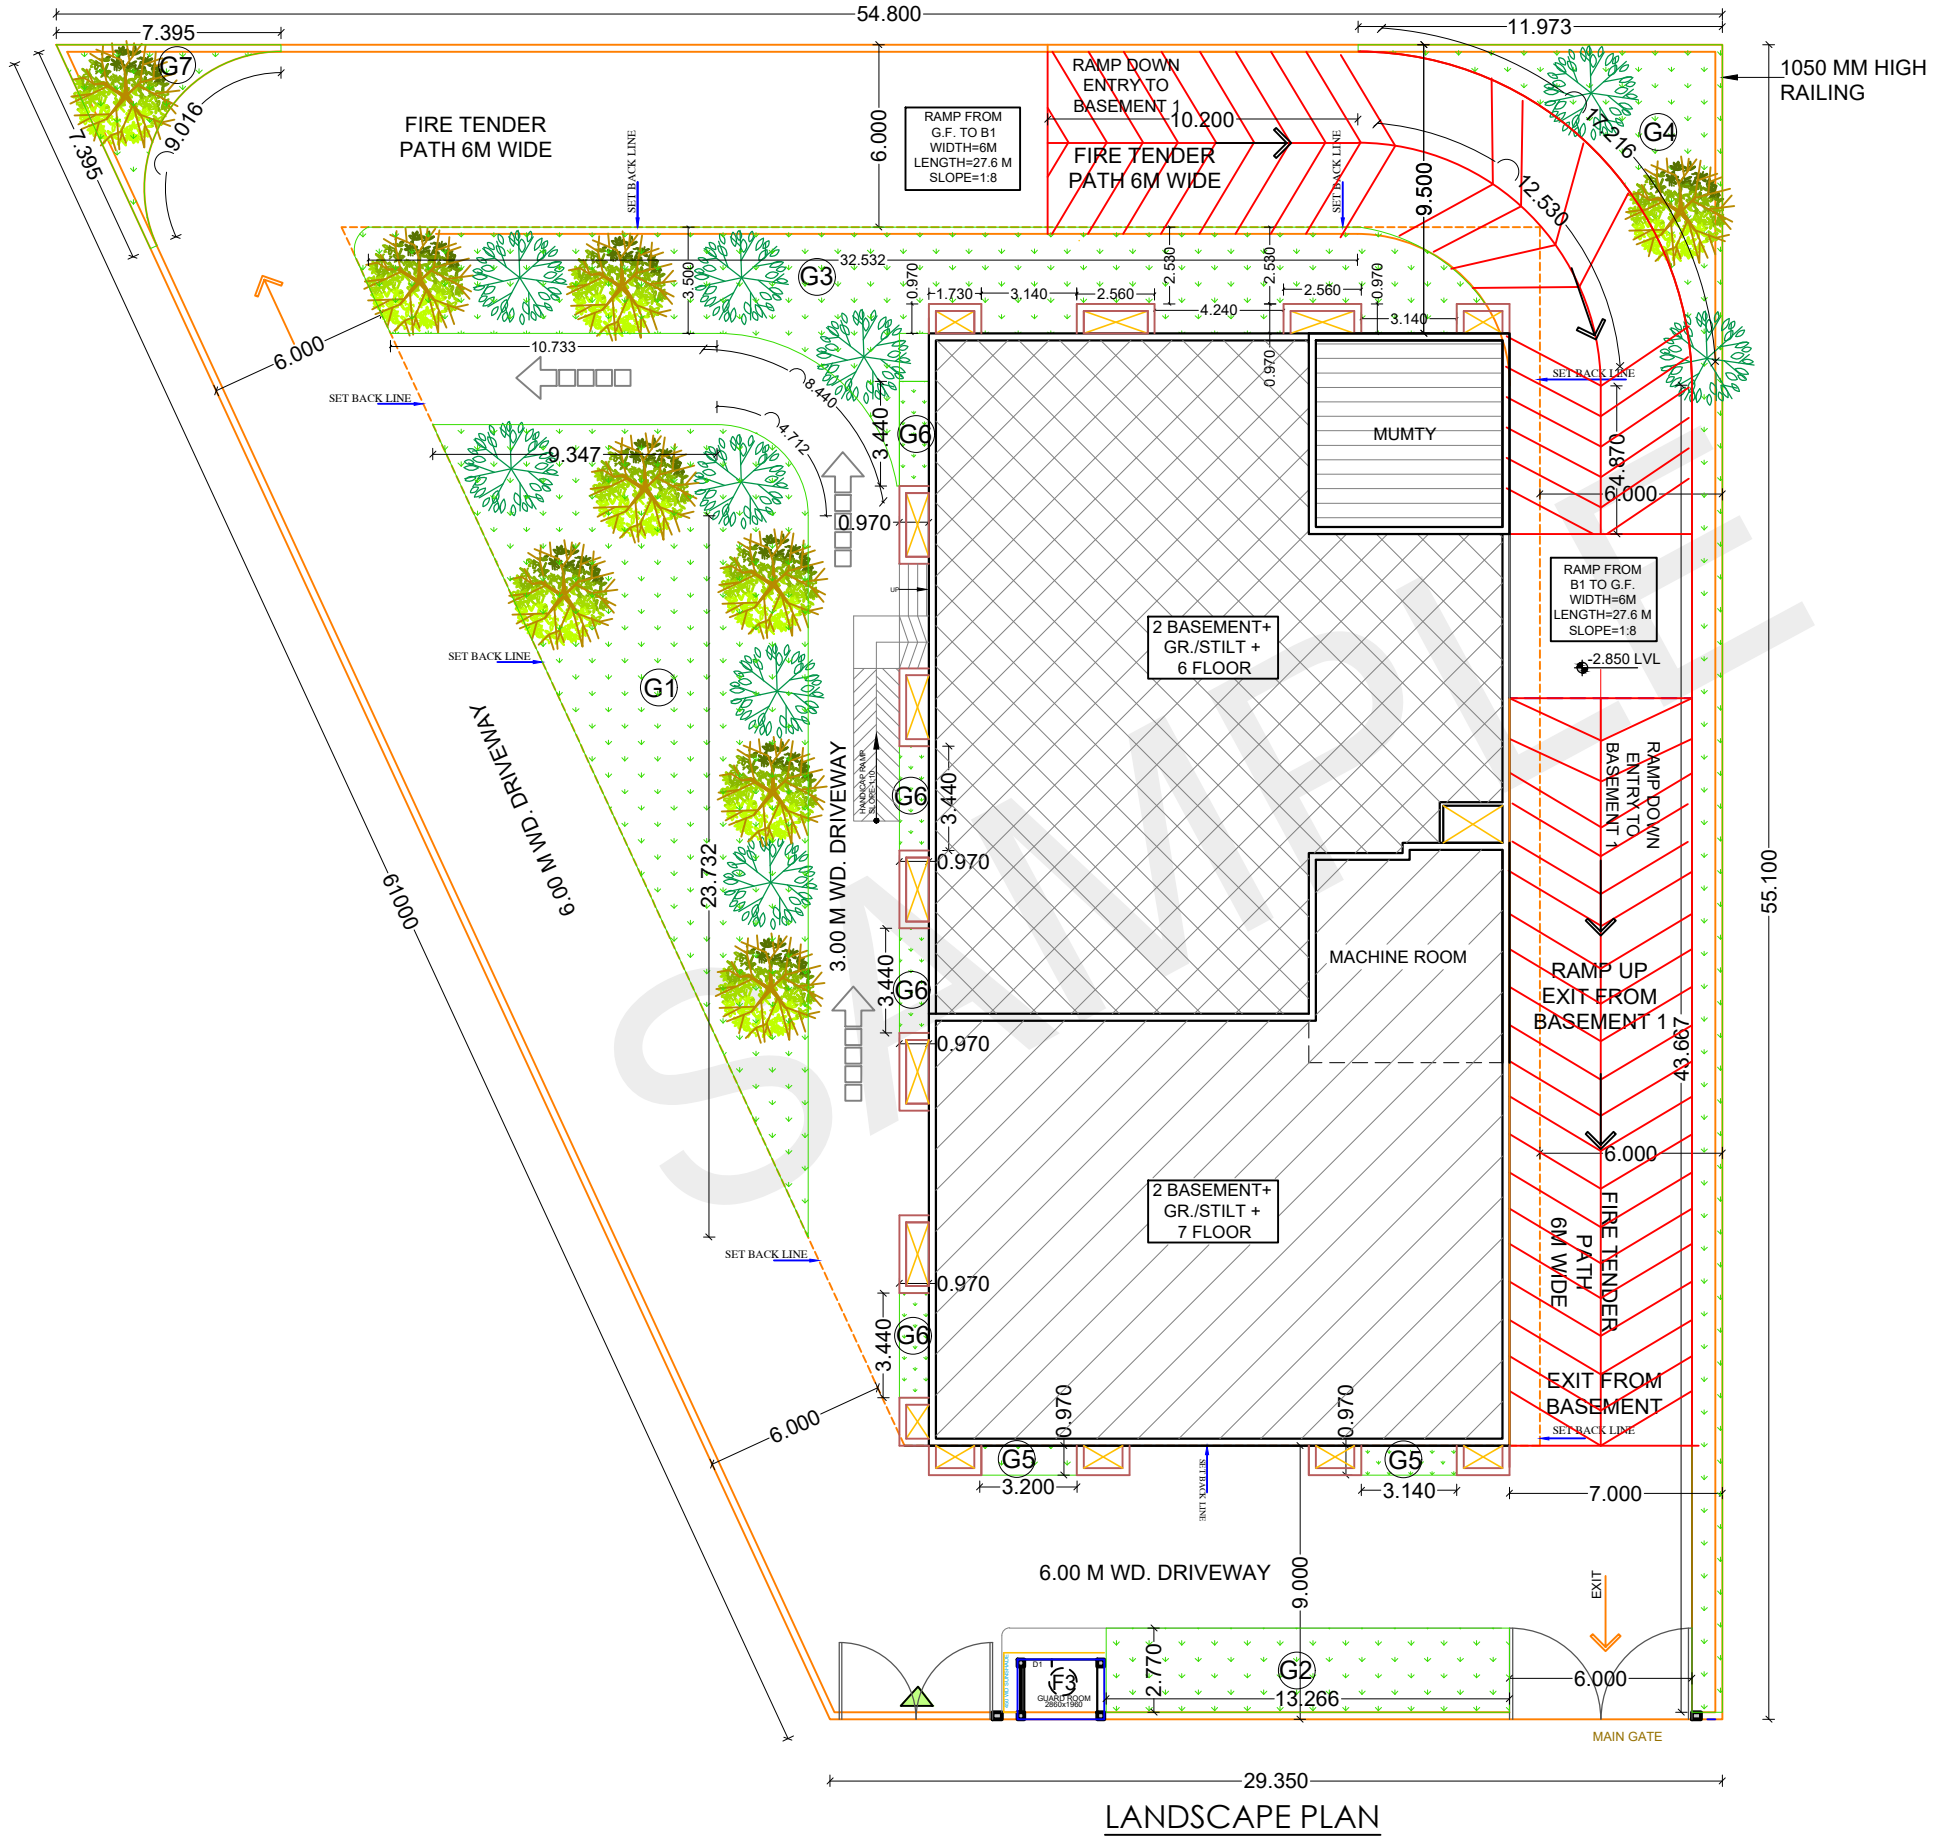 54.800
7.395
11.973
G7
1050 MM HIGH
RAILING
RAMP DOWN
ENTRY TO
BASEMENT 1
10.200
9.016
7.395
FIRE TENDER
PATH 6M WIDE
6.000
RAMP FROM
G.F. TO B1
WIDTH=6M
LENGTH=27.6 M
SLOPE=1:8
FIRE TENDER
PATH 6M WIDE
17.216
G4
12.530
9.500
SET BACK LINE
SET BACK LINE
32.532
G3
3.500
0.970
2.530
2.530
0.970
1.730
3.140
2.560
4.240
2.560
3.140
0.970
6.000
10.733
8.440
4.712
SET BACK LINE
SET BACK LINE
3.440
G6
MUMTY
4.870
6.000
9.347
0.970
UP
RAMP FROM
B1 TO G.F.
WIDTH=6M
LENGTH=27.6 M
SLOPE=1:8
-2.850 LVL
2 BASEMENT+
GR./STILT +
6 FLOOR
SET BACK LINE
G1
6.00 M WD. DRIVEWAY
3.00 M WD. DRIVEWAY
HANDICAP RAMP
SLOPE-1:10
G6
3.440
0.970
23.732
RAMP DOWN
ENTRY TO
BASEMENT 1
55.100
61000
SAMPLE
MACHINE ROOM
3.440
G6
0.970
RAMP UP
EXIT FROM
BASEMENT 1
43.667
6.000
2 BASEMENT+
GR./STILT +
7 FLOOR
FIRE TENDER
PATH
6M WIDE
SET BACK LINE
0.970
G6
3.440
6.000
0.970
0.970
EXIT FROM
BASEMENT
SET BACK LINE
G5
G5
3.200
3.140
SET BACK LINE
7.000
6.00 M WD. DRIVEWAY
9.000
EXIT
D1
F3
GUARD ROOM
2860x1960
2.770
G2
13.266
6.000
MAIN GATE
29.350
LANDSCAPE PLAN